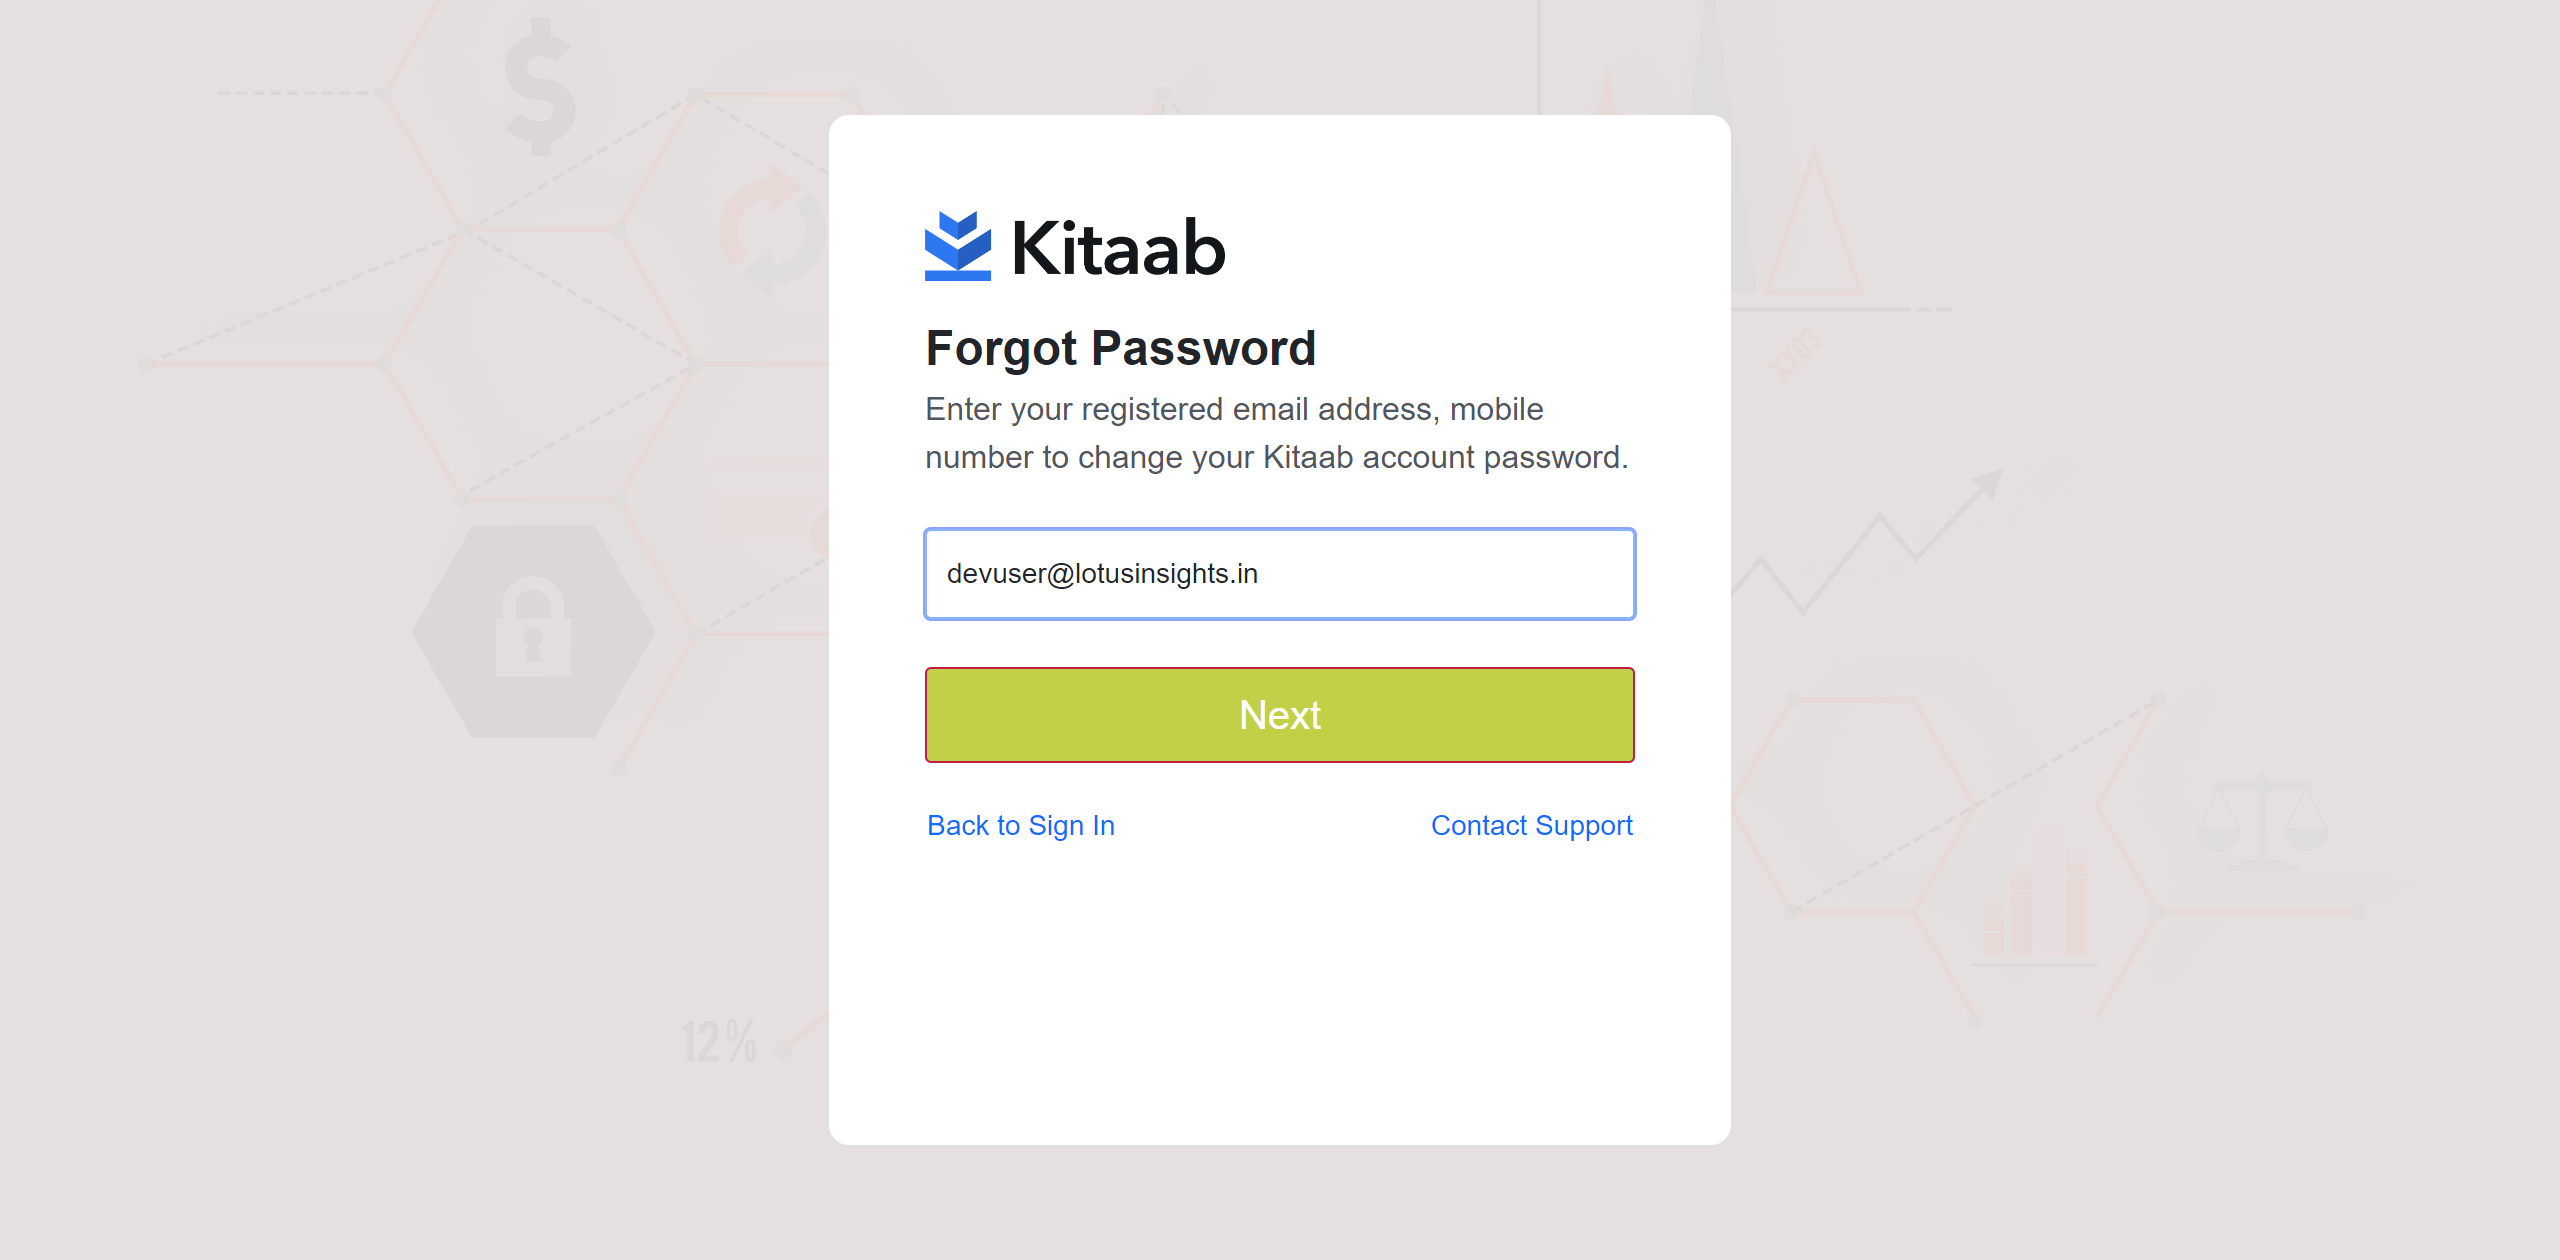 Kitaab
Forgot Password
Enter your registered email address, mobile
number to change your Kitaab account password.
devuser@lotusinsights.in
Next
Back to Sign In
Contact Support
12%